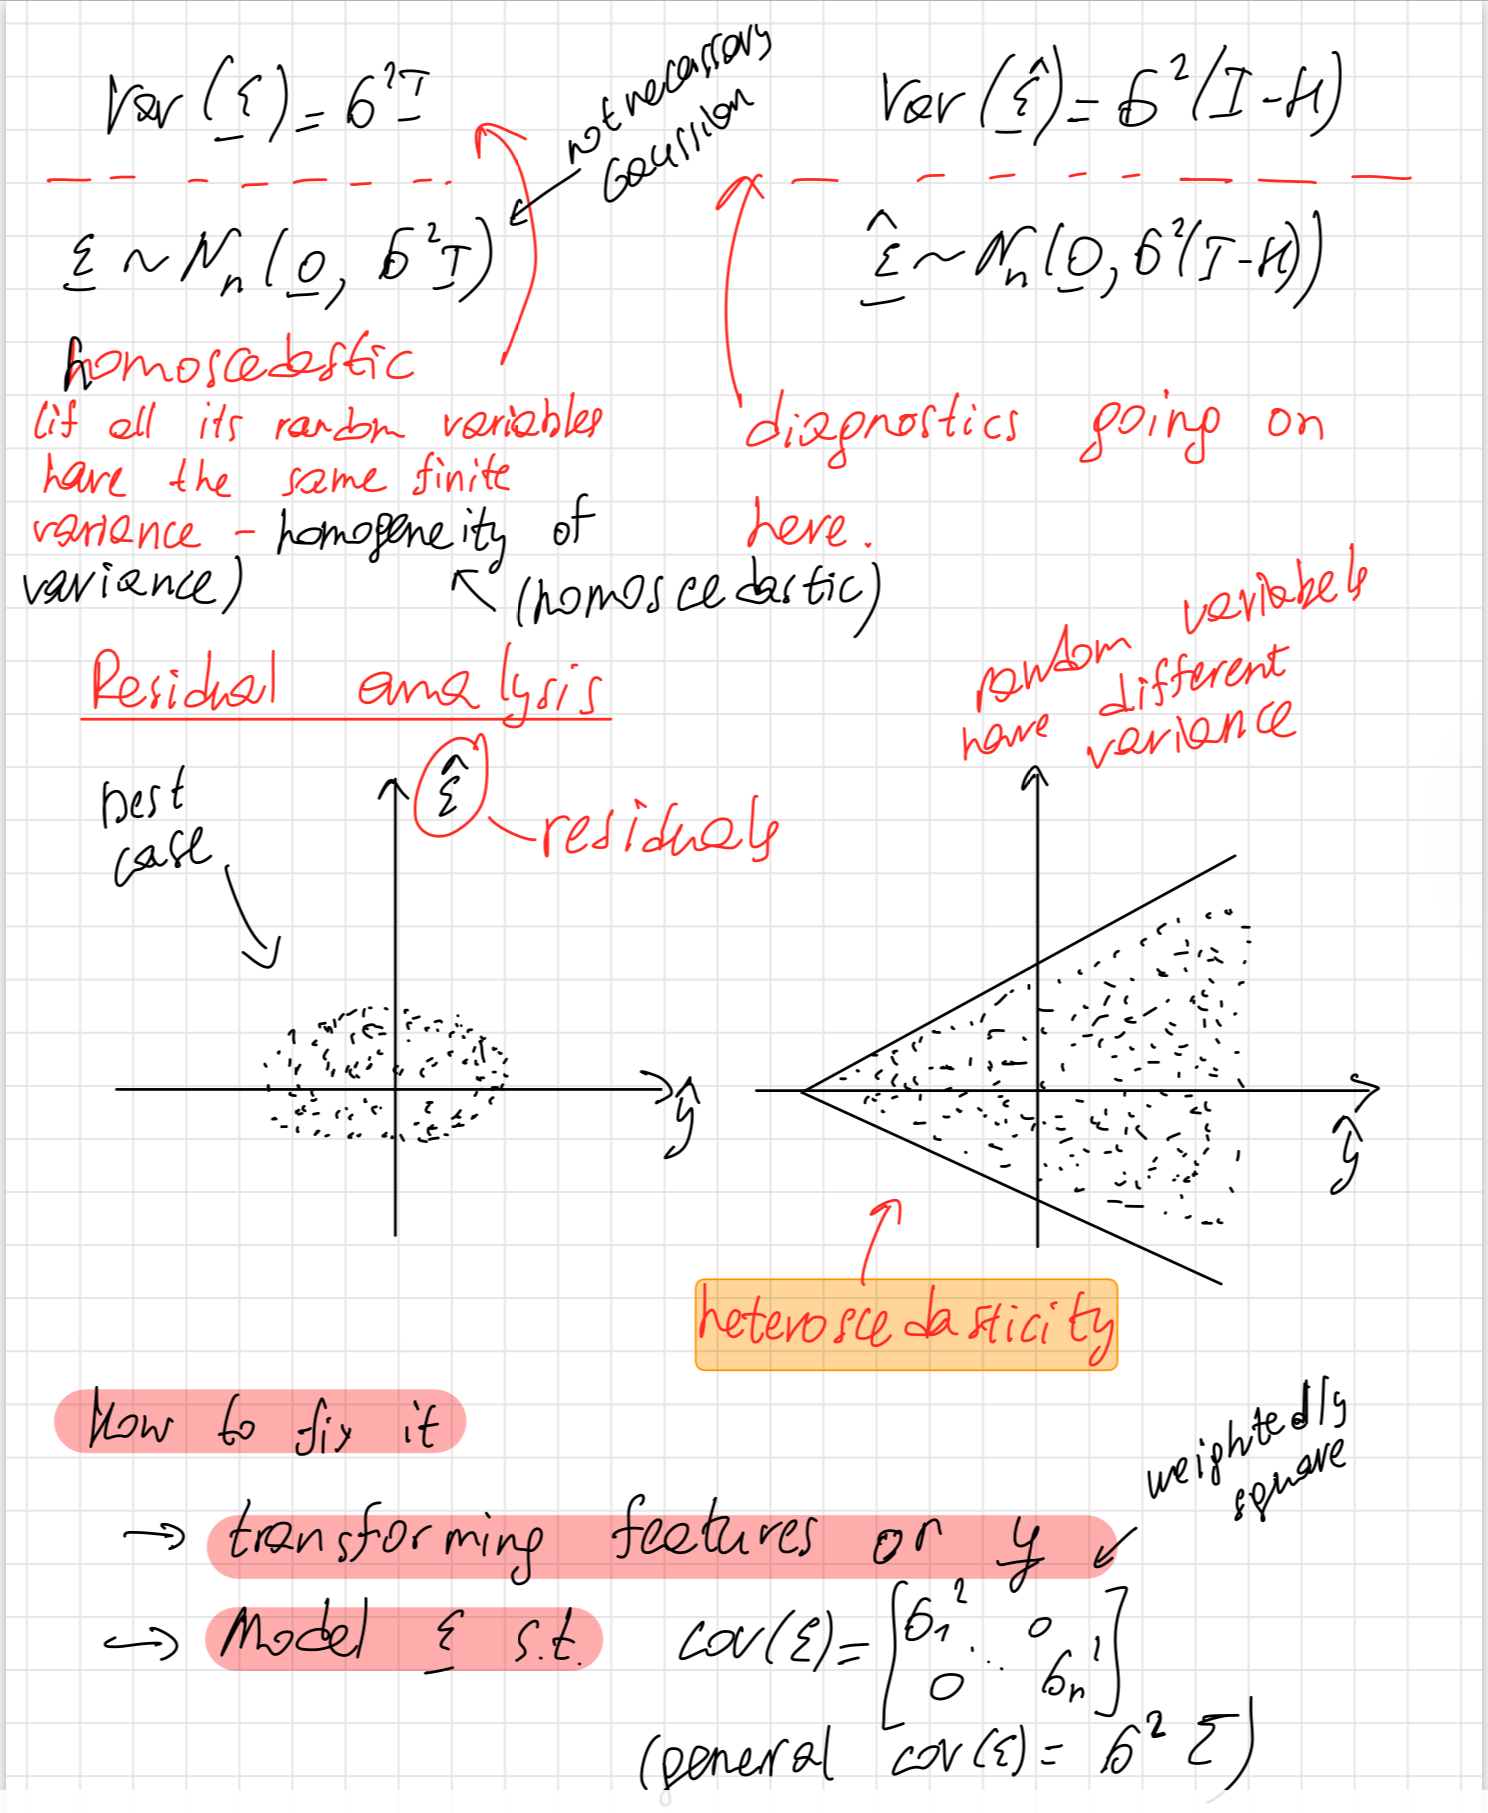 Var(ε) = σ²I
not necessary
Gaussian
Var(ε̂) = σ²(I-H)
ε ~ Nₙ(0, σ²I)
ε̂ ~ Nₙ(0, σ²(I-H))
homoscedastic
(if all its random variables
have the same finite
variance - homogeneity of
variance)
(homoscedastic)
diagnostics going on
here.
Residual analysis
random variabels
have different
variance
best
case
ε̂
residuals
ŷ
ŷ
heteroscedasticity
How to fix it
weightedly
square
→ transforming features or y
→ Model ε s.t. cov(ε) = [σ₁² 0
0 ⋱ σₙ²]
(general cov(ε) = σ² Σ)